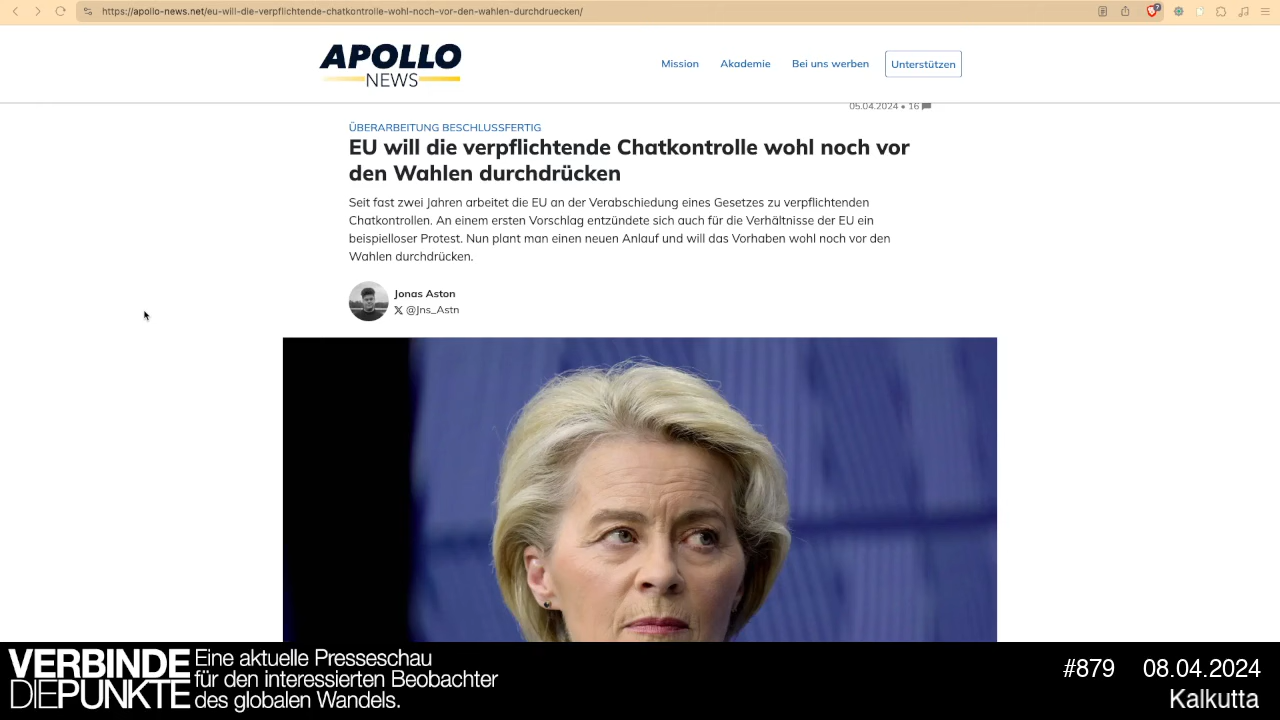 https://apollo-news.net/eu-will-die-verpflichtende-chatkontrolle-wohl-noch-vor-den-wahlen-durchdruecken/
APOLLO
NEWS
Mission
Akademie
Bei uns werben
Unterstützen
05.04.2024 • 16
ÜBERARBEITUNG BESCHLUSSFERTIG
EU will die verpflichtende Chatkontrolle wohl noch vor
den Wahlen durchdrücken
Seit fast zwei Jahren arbeitet die EU an der Verabschiedung eines Gesetzes zu verpflichtenden
Chatkontrollen. An einem ersten Vorschlag entzündete sich auch für die Verhältnisse der EU ein
beispielloser Protest. Nun plant man einen neuen Anlauf und will das Vorhaben wohl noch vor den
Wahlen durchdrücken.
Jonas Aston
@Jns_Astn
VERBINDE
DIEPUNKTE
Eine aktuelle Presseschau
für den interessierten Beobachter
des globalen Wandels.
#879 08.04.2024
Kalkutta